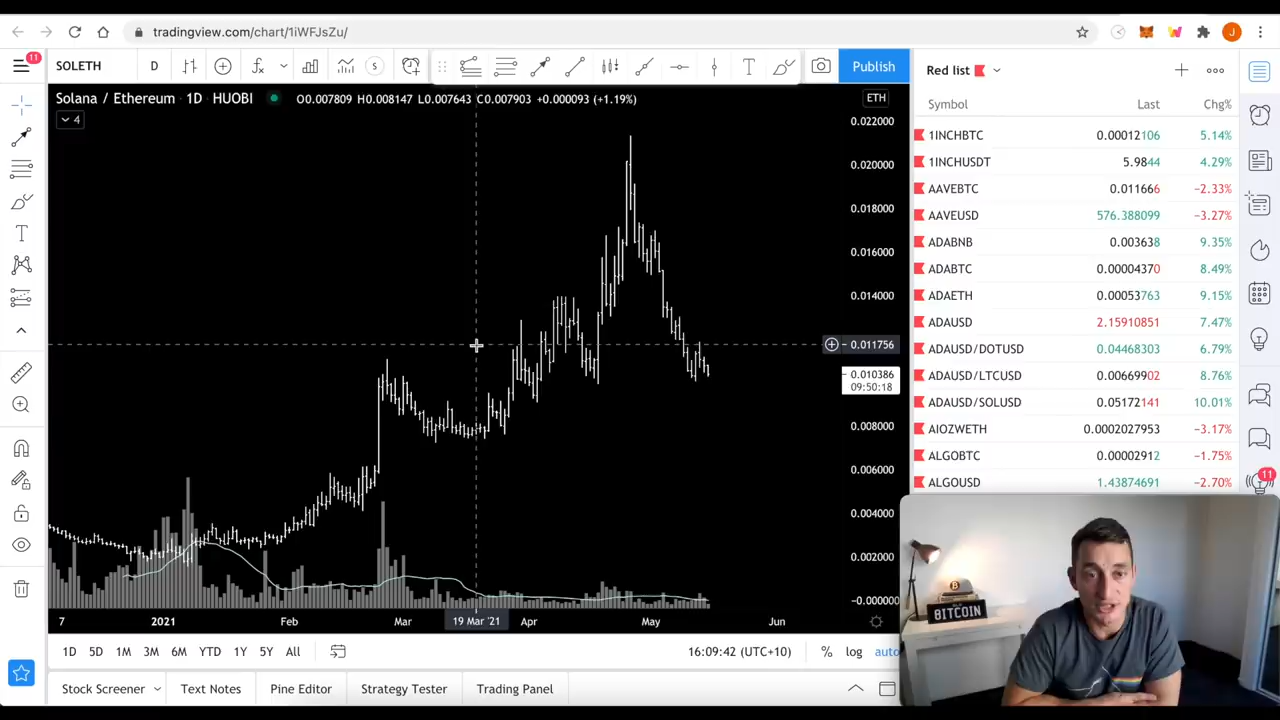 tradingview.com/chart/1iWFJsZu/
J
11
SOLETH
D
S
T
Publish
Red list
Solana / Ethereum · 1D · HUOBI
O0.007809 H0.008147 L0.007643 C0.007903 +0.000093 (+1.19%)
ETH
4
Symbol
Last
Chg%
0.022000
0.020000
0.018000
0.016000
0.014000
0.011756
0.010386
09:50:18
0.008000
0.006000
0.004000
0.002000
-0.000000
1INCHBTC 0.00012106 5.14%
1INCHUSDT 5.9844 4.29%
AAVEBTC 0.011666 −2.33%
AAVEUSD 576.388099 −3.27%
ADABNB 0.003638 9.35%
ADABTC 0.00004370 8.49%
ADAETH 0.00053763 9.15%
ADAUSD 2.15910851 7.47%
ADAUSD/DOTUSD 0.04468303 6.79%
ADAUSD/LTCUSD 0.00669902 8.76%
ADAUSD/SOLUSD 0.05172141 10.01%
AIOZWETH 0.0002027953 −3.17%
ALGOBTC 0.00002912 −1.75%
ALGOUSD 1.43874691 −2.70%
11
7
2021
Feb
Mar
19 Mar '21
Apr
May
Jun
1D 5D 1M 3M 6M YTD 1Y 5Y All
16:09:42 (UTC+10)
%
log
auto
Stock Screener
Text Notes
Pine Editor
Strategy Tester
Trading Panel
BITCOIN